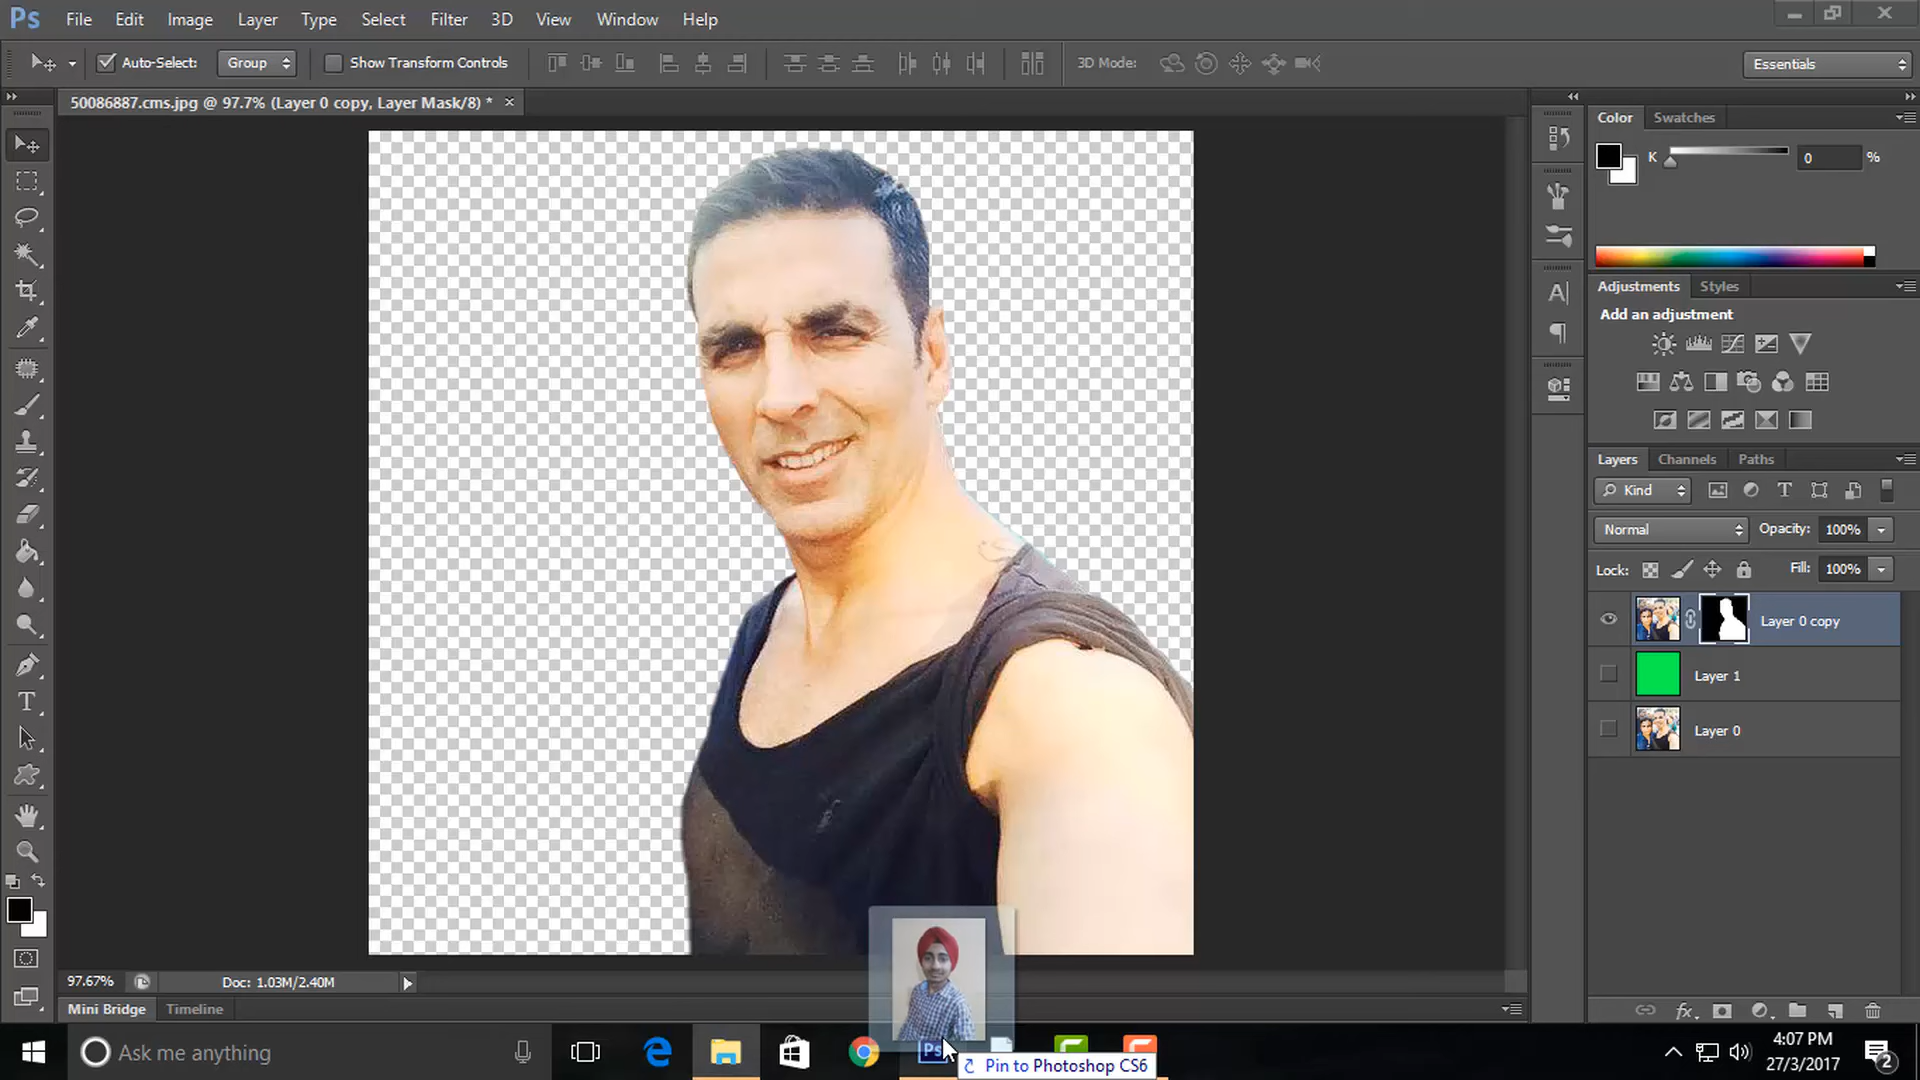 Ps File Edit Image Layer Type Select Filter 3D View Window Help
Auto-Select: Group Show Transform Controls 3D Mode: Essentials
50086887.cms.jpg @ 97.7% (Layer 0 copy, Layer Mask/8) * ×
Color Swatches
K 0 %
Adjustments Styles
Add an adjustment
Layers Channels Paths
Kind
Normal Opacity: 100%
Lock: Fill: 100%
Layer 0 copy
Layer 1
Layer 0
97.67% Doc: 1.03M/2.40M
Mini Bridge Timeline
Ask me anything
Ps
Pin to Photoshop CS6
4:07 PM
27/3/2017
2